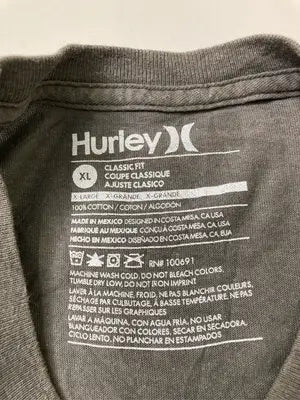 Hurley
XL
CLASSIC FIT
COUPE CLASSIQUE
AJUSTE CLASICO
X-LARGE X-GRANDE X-GRANDE
100% COTTON / COTON / ALGODÓN
MADE IN MEXICO DESIGNED IN COSTA MESA, CA USA
FABRIQUÉ AU MEXIQUE CONÇU À COSTA MESA, CA USA
HECHO EN MEXICO DISEÑADO EN COSTA MESA, CA EUA
RN# 100691
MACHINE WASH COLD, DO NOT BLEACH COLORS,
TUMBLE DRY LOW, DO NOT IRON IMPRINT
LAVER À LA MACHINE, FROID, NE PAS BLANCHIR COULEURS,
SÉCHAGE PAR CULBUTAGE, À BASSE TEMPÉRATURE, NE PAS
REPASSER SUR LES GRAPHIQUES
LAVAR A MÁQUINA, CON AGUA FRÍA, NO USAR
BLANQUEADOR CON COLORES, SECAR EN SECADORA,
CICLO LENTO, NO PLANCHAR EN ESTAMPADOS